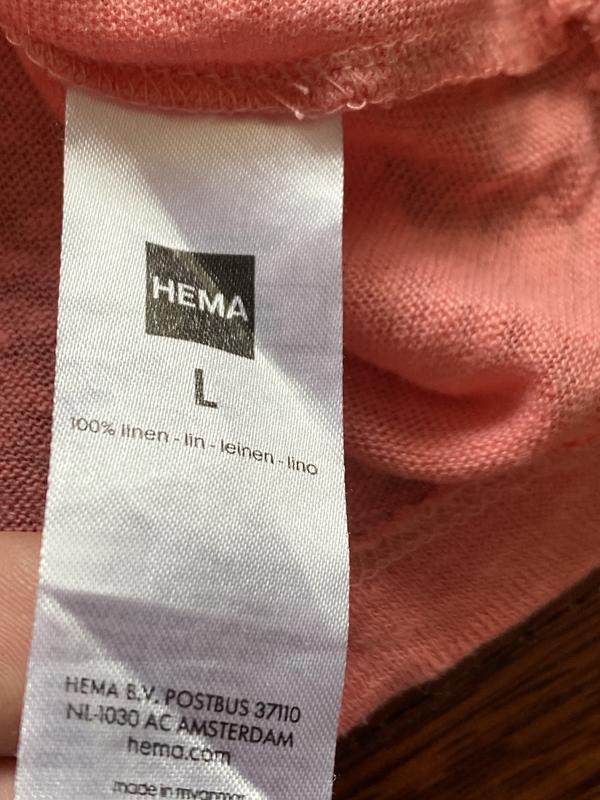 HEMA
L
100% linen - lin - leinen - lino
HEMA B.V. POSTBUS 37110
NL-1030 AC AMSTERDAM
hema.com
made in myanmar